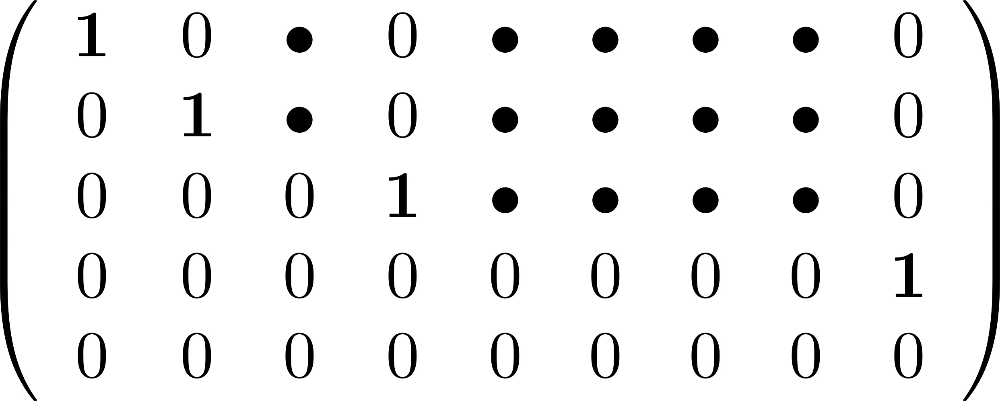 1 0 • 0 • • • • 0
0 1 • 0 • • • • 0
0 0 0 1 • • • • 0
0 0 0 0 0 0 0 0 1
0 0 0 0 0 0 0 0 0